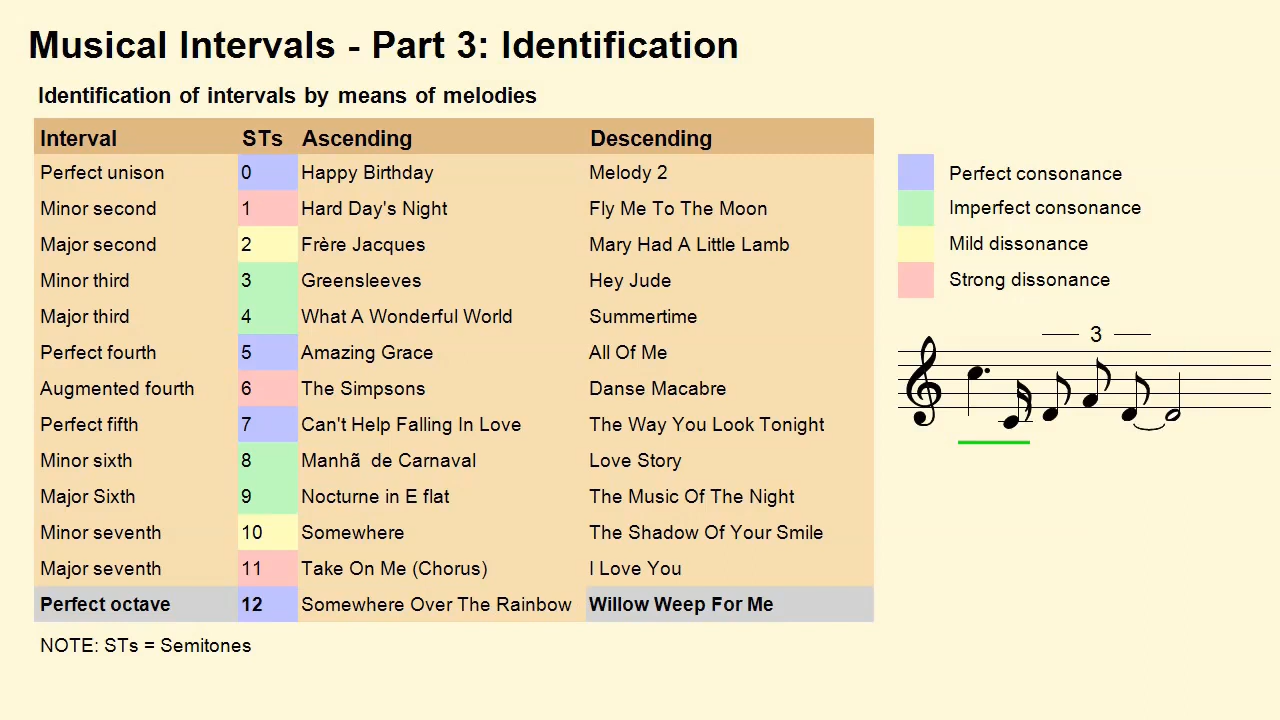 Musical Intervals - Part 3: Identification
Identification of intervals by means of melodies
Interval STs Ascending Descending
Perfect unison 0 Happy Birthday Melody 2
Minor second 1 Hard Day's Night Fly Me To The Moon
Major second 2 Frère Jacques Mary Had A Little Lamb
Minor third 3 Greensleeves Hey Jude
Major third 4 What A Wonderful World Summertime
Perfect fourth 5 Amazing Grace All Of Me
Augmented fourth 6 The Simpsons Danse Macabre
Perfect fifth 7 Can't Help Falling In Love The Way You Look Tonight
Minor sixth 8 Manhã de Carnaval Love Story
Major Sixth 9 Nocturne in E flat The Music Of The Night
Minor seventh 10 Somewhere The Shadow Of Your Smile
Major seventh 11 Take On Me (Chorus) I Love You
Perfect octave 12 Somewhere Over The Rainbow Willow Weep For Me
NOTE: STs = Semitones
Perfect consonance
Imperfect consonance
Mild dissonance
Strong dissonance
3